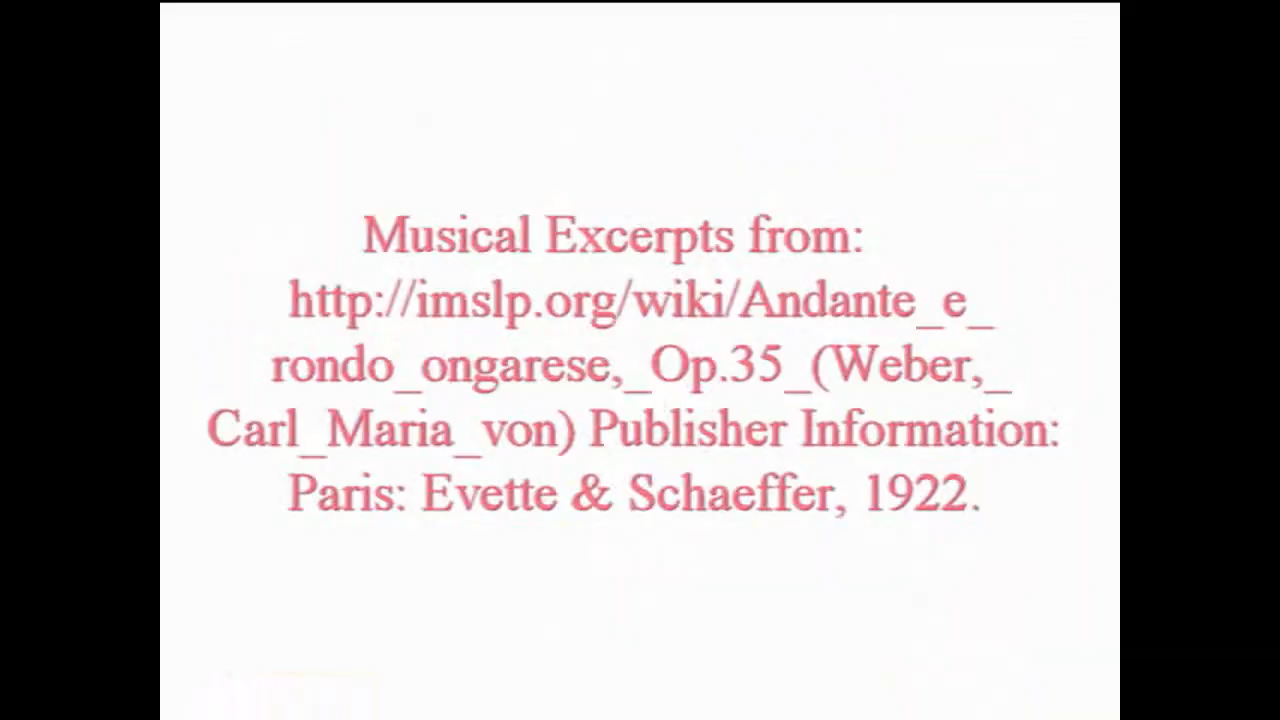 Musical Excerpts from:
http://imslp.org/wiki/Andante_e_
rondo_ongarese,_Op.35_(Weber,_
Carl_Maria_von) Publisher Information:
Paris: Evette & Schaeffer, 1922.